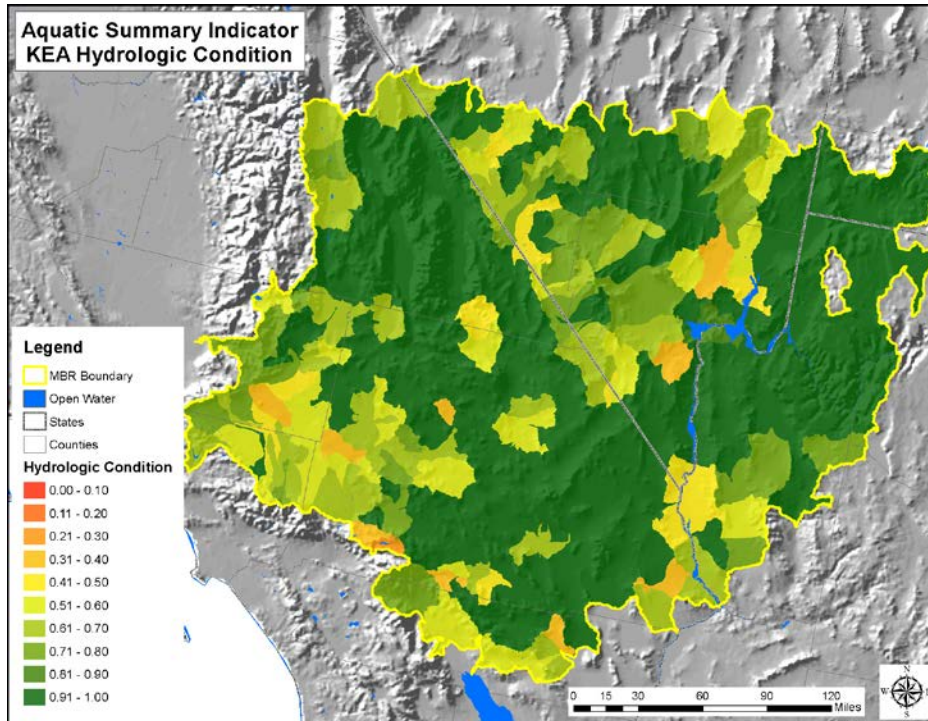 Aquatic Summary Indicator
KEA Hydrologic Condition
Legend
MBR Boundary
Open Water
States
Counties
Hydrologic Condition
0.00 - 0.10
0.11 - 0.20
0.21 - 0.30
0.31 - 0.40
0.41 - 0.50
0.51 - 0.60
0.61 - 0.70
0.71 - 0.80
0.81 - 0.90
0.91 - 1.00
N
W E
S
0 15 30 60 90 120
Miles